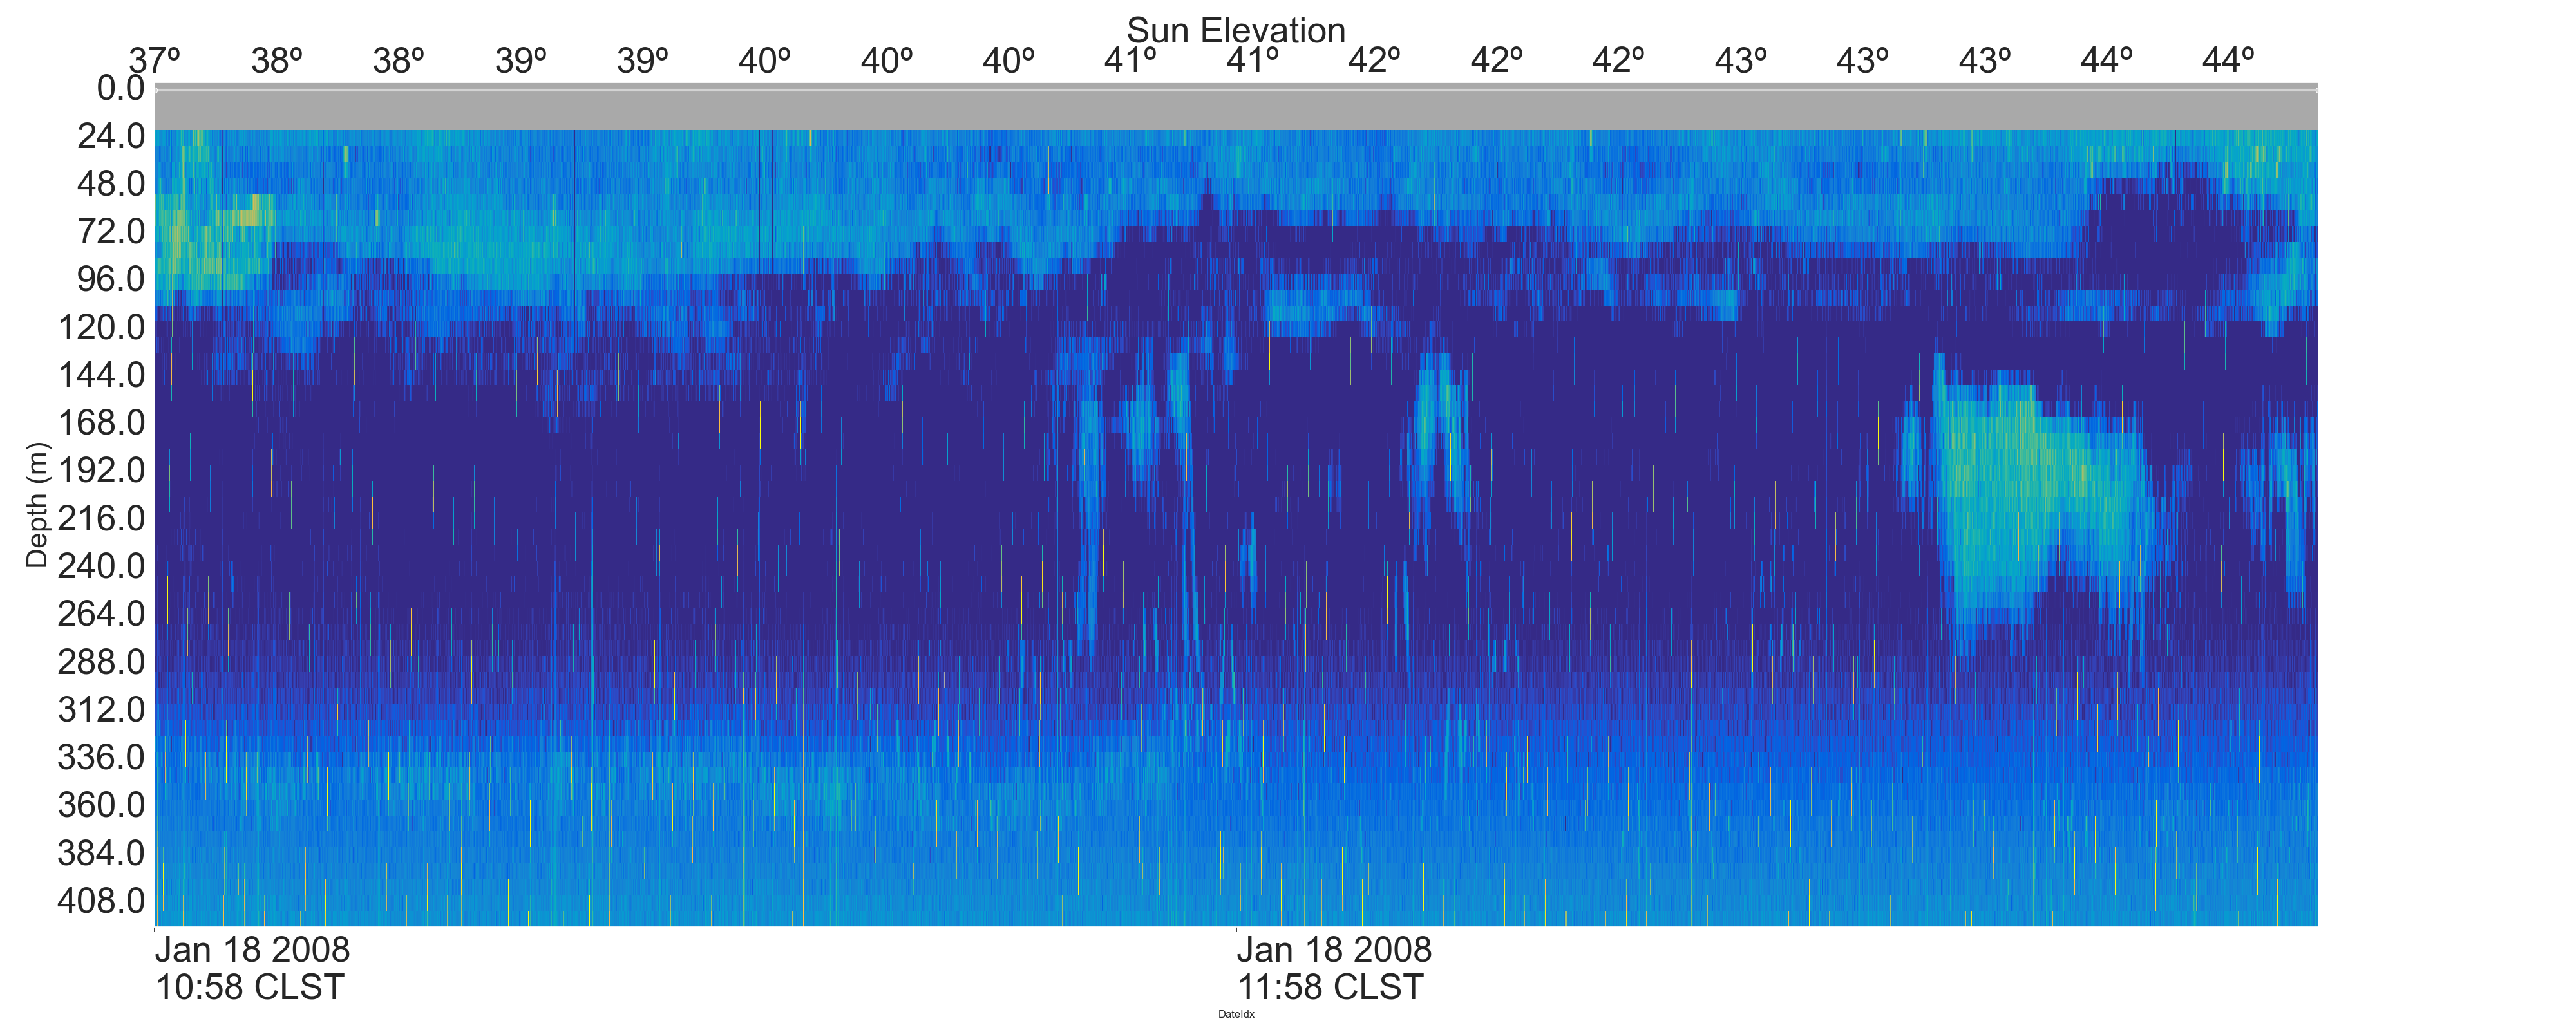 Sun Elevation
37º 38º 38º 39º 39º 40º 40º 40º 41º 41º 42º 42º 42º 43º 43º 43º 44º 44º
0.0
24.0
48.0
72.0
96.0
120.0
144.0
168.0
192.0
216.0
240.0
264.0
288.0
312.0
336.0
360.0
384.0
408.0
Depth (m)
Jan 18 2008
10:58 CLST
Jan 18 2008
11:58 CLST
DateIdx